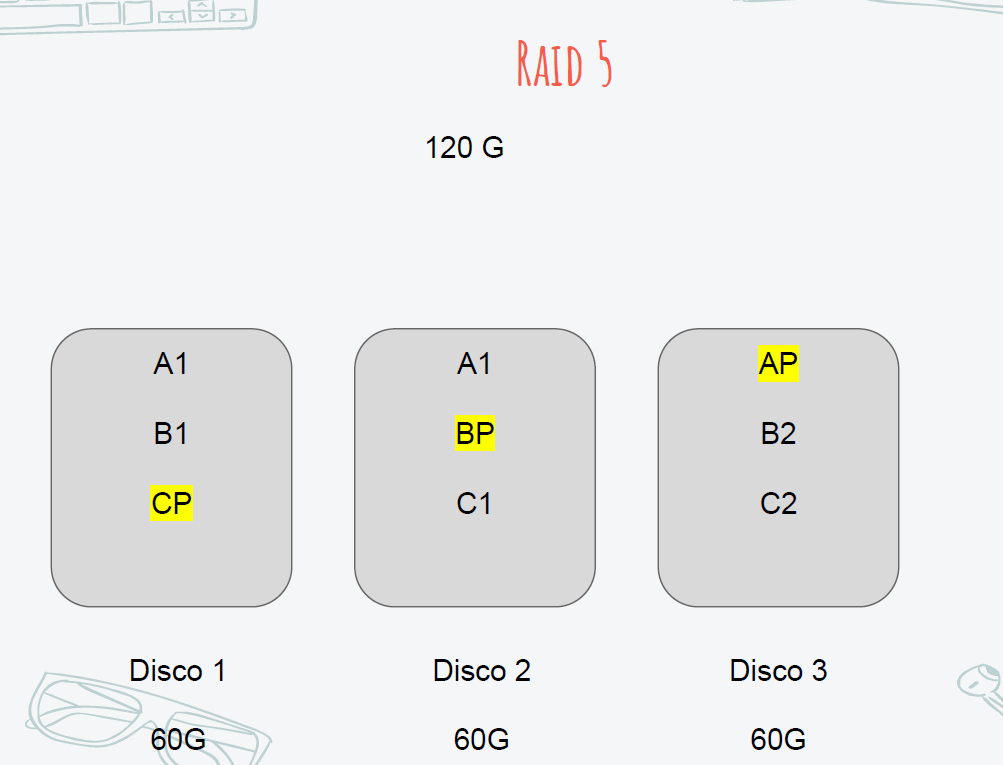 Raid 5
120 G
A1 A1 AP
B1 BP B2
CP C1 C2
Disco 1 Disco 2 Disco 3
60G 60G 60G